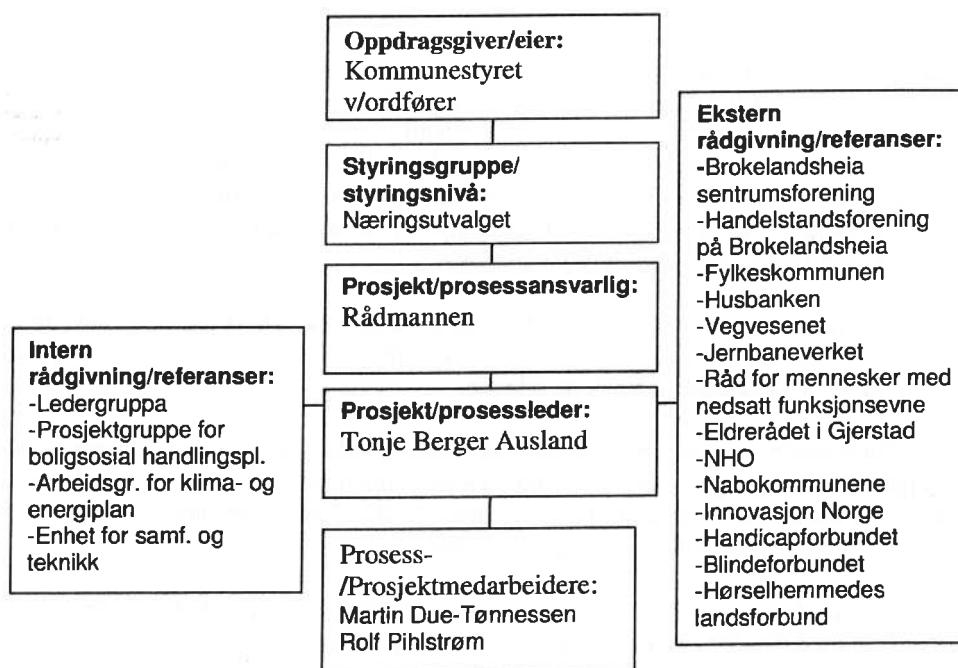 Oppdragsgiver/eier:
Kommunestyret
v/ordfører
Styringsgruppe/
styringsnivå:
Næringsutvalget
Prosjekt/prosessansvarlig:
Rådmannen
Intern
rådgivning/referanser:
-Ledergruppa
-Prosjektgruppe for
boligsosial handlingspl.
-Arbeidsgr. for klima- og
energiplan
-Enhet for samf. og
teknikk
Prosjekt/prosessleder:
Tonje Berger Ausland
Prosess-
/Prosjektmedarbeidere:
Martin Due-Tønnessen
Rolf Pihlstrøm
Ekstern
rådgivning/referanser:
-Brokelandsheia
sentrumsforening
-Handelstandsforening
på Brokelandsheia
-Fylkeskommunen
-Husbanken
-Vegvesenet
-Jernbaneverket
-Råd for mennesker med
nedsatt funksjonsevne
-Eldrerådet i Gjerstad
-NHO
-Nabokommunene
-Innovasjon Norge
-Handicapforbundet
-Blindeforbundet
-Hørselhemmedes
landsforbund